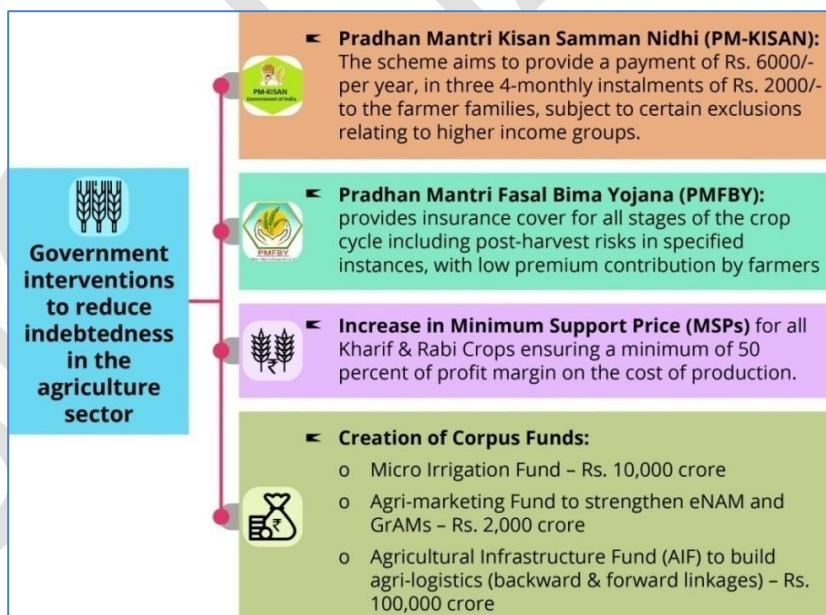 Government
interventions
to reduce
indebtedness
in the
agriculture
sector
PM-KISAN
Government of India
Pradhan Mantri Kisan Samman Nidhi (PM-KISAN):
The scheme aims to provide a payment of Rs. 6000/-
per year, in three 4-monthly instalments of Rs. 2000/-
to the farmer families, subject to certain exclusions
relating to higher income groups.
PMFBY
Pradhan Mantri Fasal Bima Yojana (PMFBY):
provides insurance cover for all stages of the crop
cycle including post-harvest risks in specified
instances, with low premium contribution by farmers
₹
Increase in Minimum Support Price (MSPs) for all
Kharif & Rabi Crops ensuring a minimum of 50
percent of profit margin on the cost of production.
₹
Creation of Corpus Funds:
o Micro Irrigation Fund – Rs. 10,000 crore
o Agri-marketing Fund to strengthen eNAM and
GrAMs – Rs. 2,000 crore
o Agricultural Infrastructure Fund (AIF) to build
agri-logistics (backward & forward linkages) – Rs.
100,000 crore